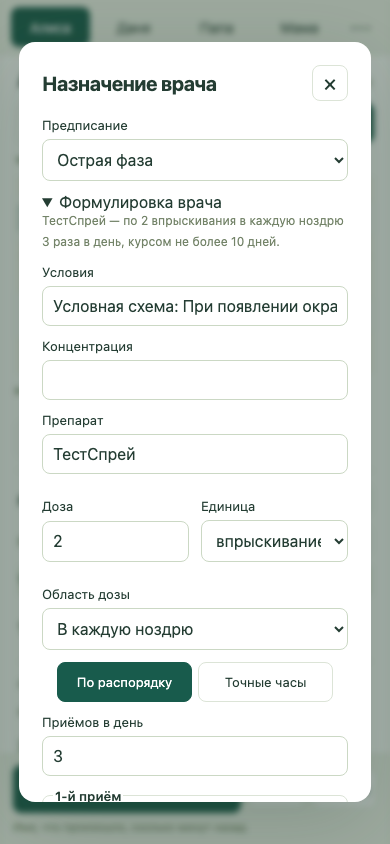 Назначение врача
×
Предписание
Острая фаза
▼ Формулировка врача
ТестСпрей — по 2 впрыскивания в каждую ноздрю
3 раза в день, курсом не более 10 дней.
Условия
Условная схема: При появлении окра
Концентрация
Препарат
ТестСпрей
Доза
Единица
2
впрыскивание
Область дозы
В каждую ноздрю
По распорядку
Точные часы
Приёмов в день
3
1-й приём